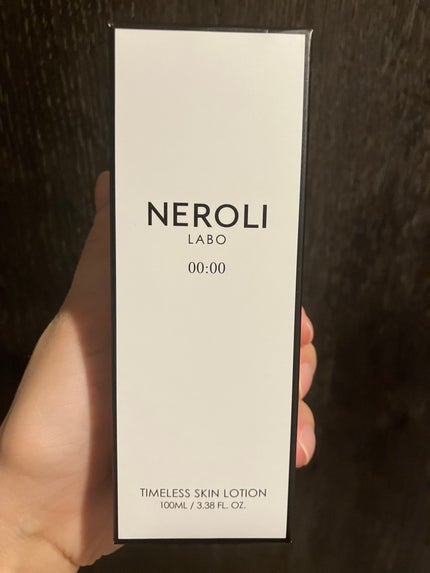 NEROLI
LABO
00:00
TIMELESS SKIN LOTION
100ML / 3.38 FL. OZ.